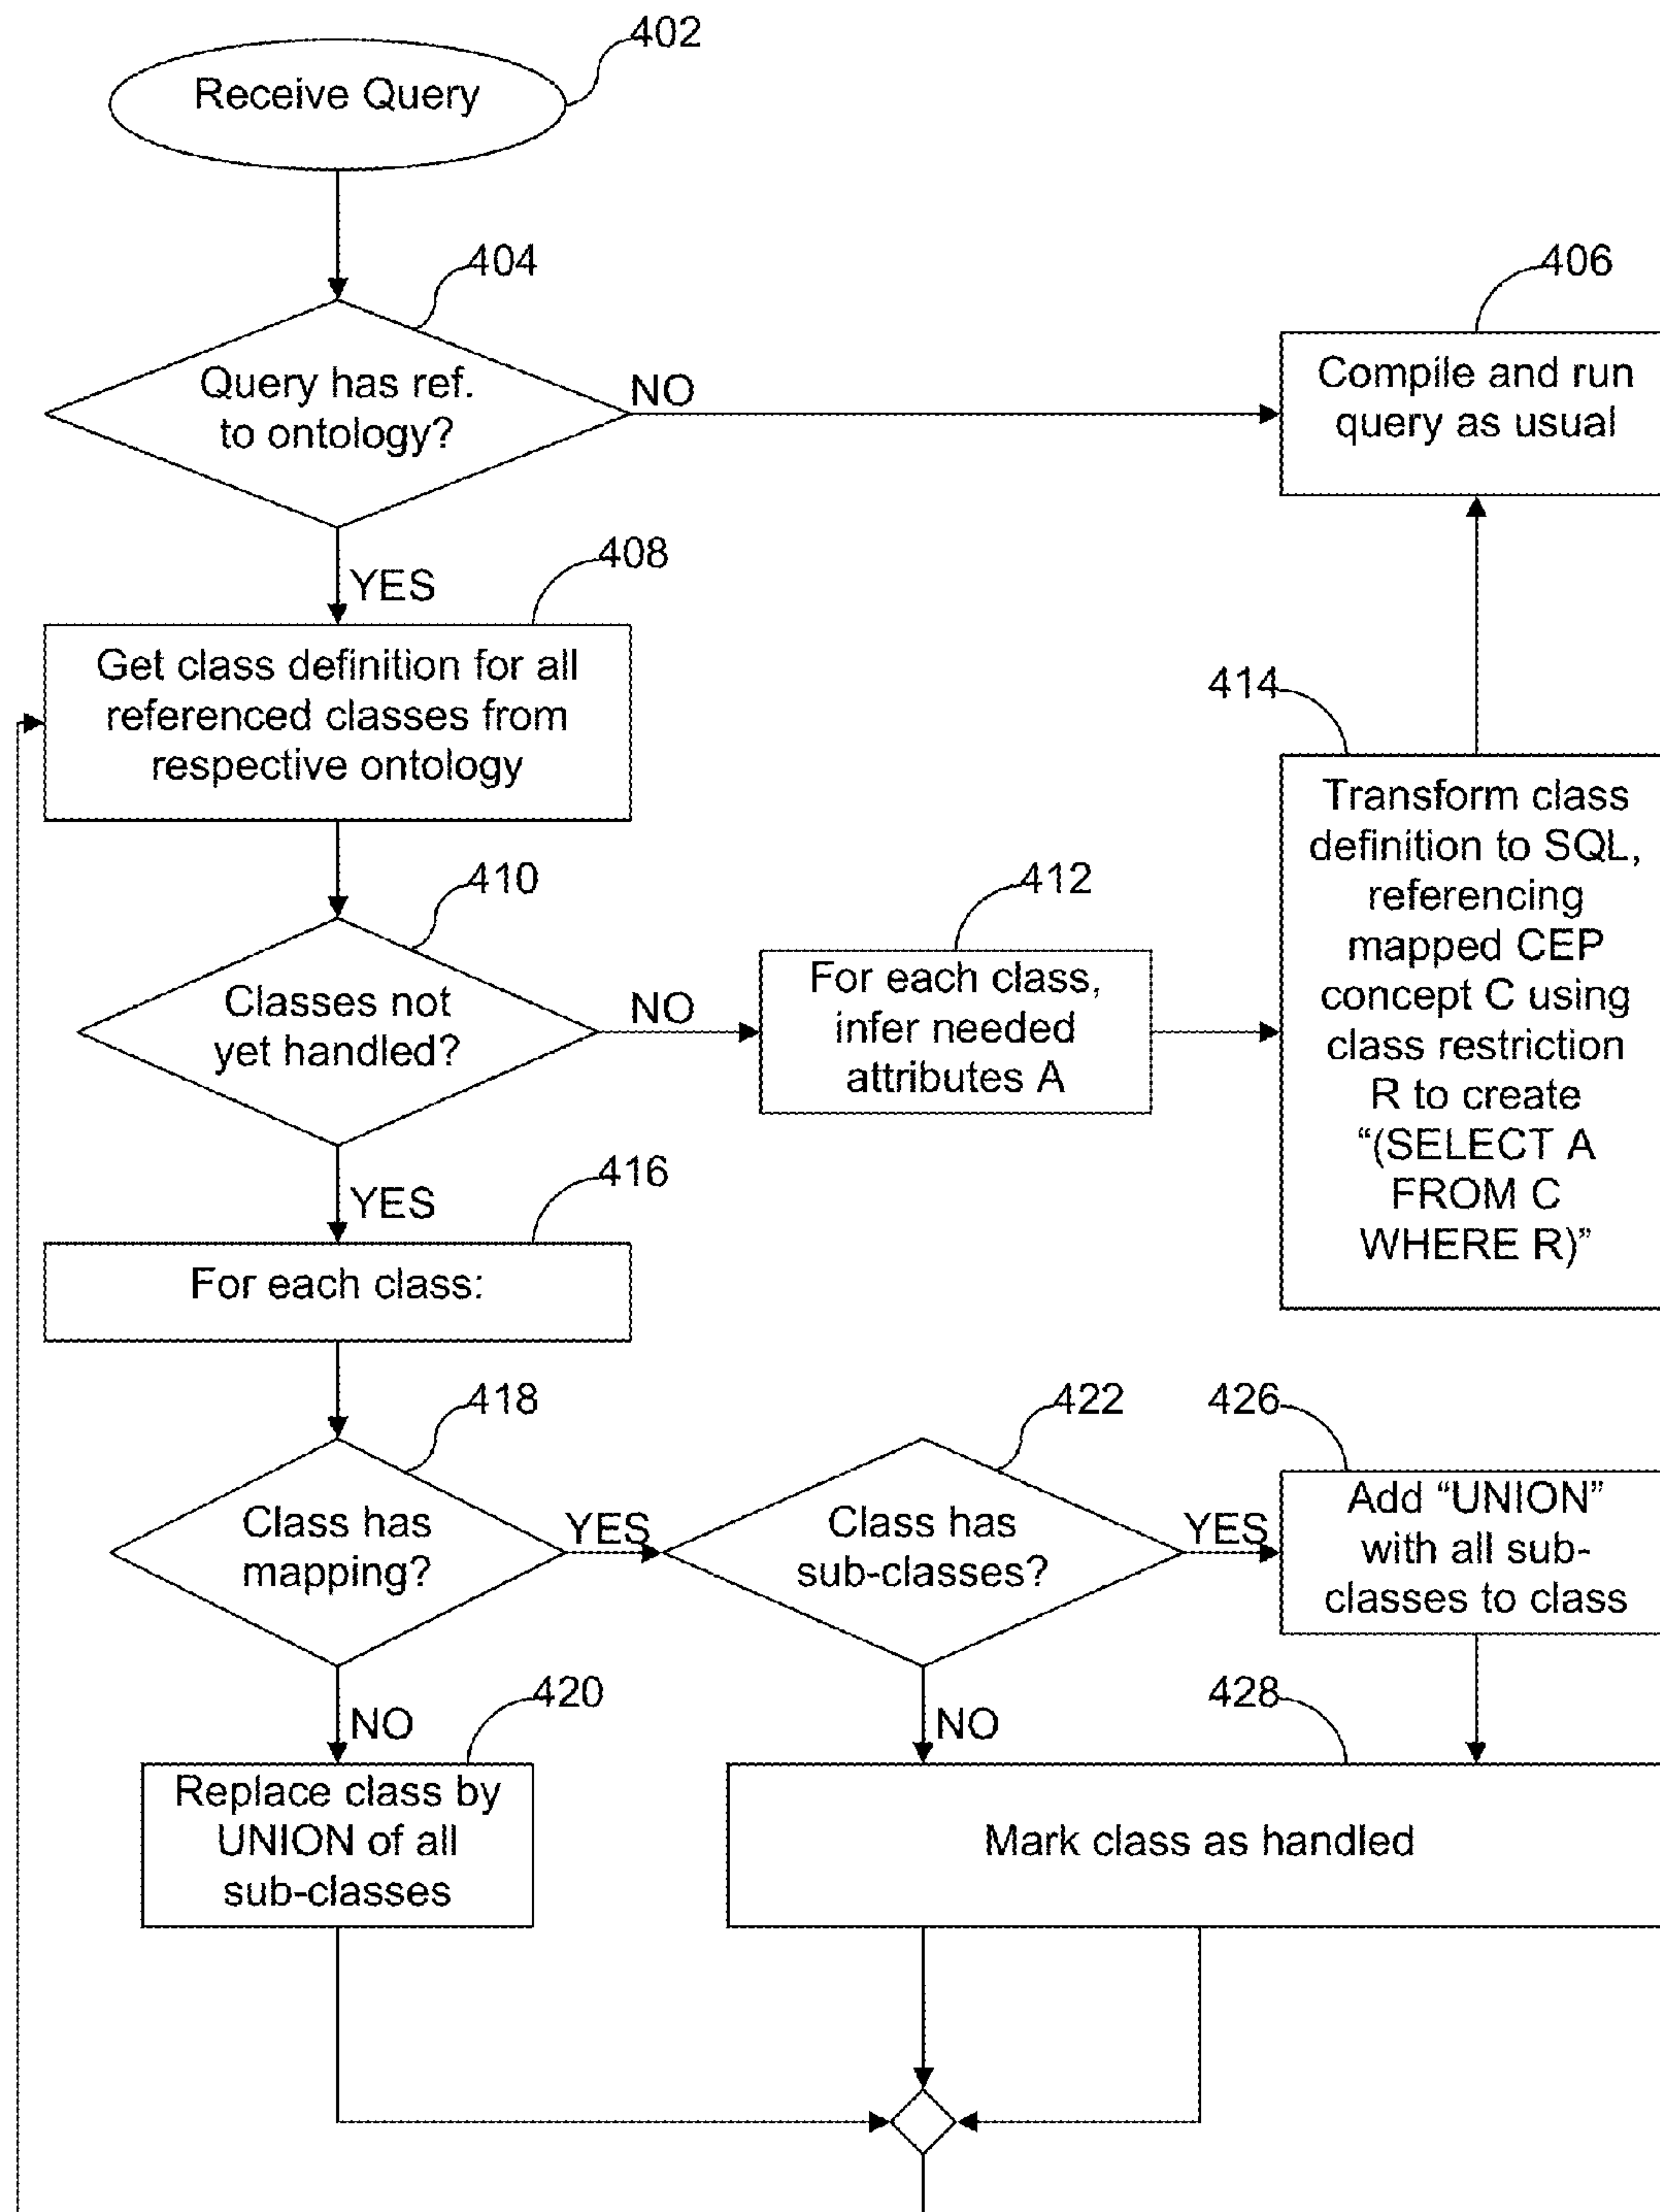 402
Receive Query
404
Query has ref.
to ontology?
NO
406
Compile and run
query as usual
YES
408
Get class definition for all
referenced classes from
respective ontology
410
Classes not
yet handled?
NO
412
For each class,
infer needed
attributes A
414
Transform class
definition to SQL,
referencing
mapped CEP
concept C using
class restriction
R to create
“(SELECT A
FROM C
WHERE R)”
YES
416
For each class:
418
Class has
mapping?
YES
422
Class has
sub-classes?
YES
426
Add “UNION”
with all sub-
classes to class
NO
420
Replace class by
UNION of all
sub-classes
NO
428
Mark class as handled